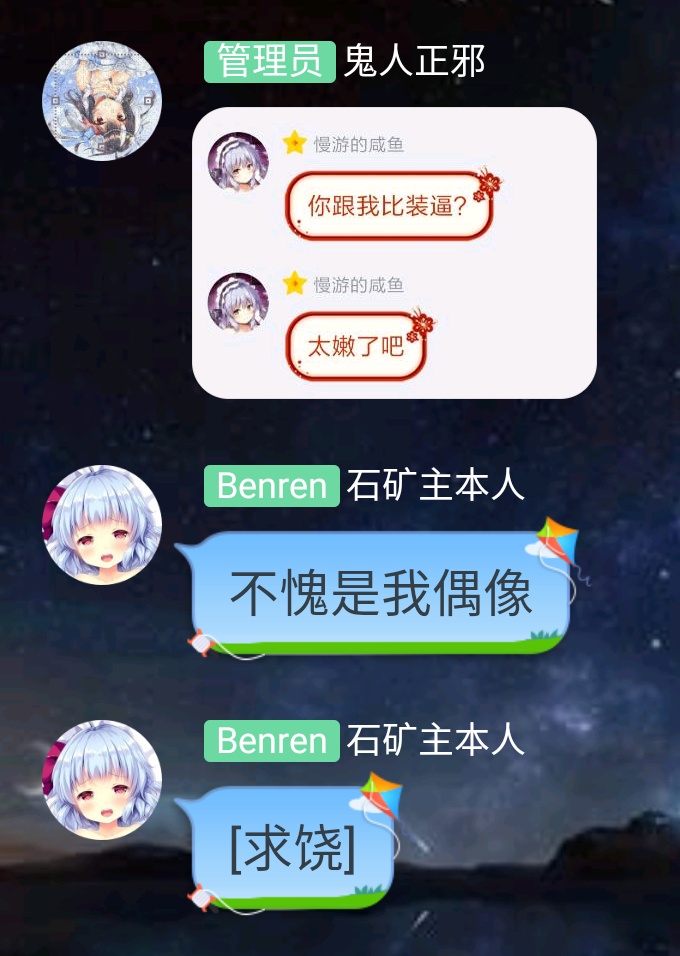 管理员 鬼人正邪
慢游的咸鱼
你跟我比装逼?
慢游的咸鱼
太嫩了吧
Benren 石矿主本人
不愧是我偶像
Benren 石矿主本人
[求饶]